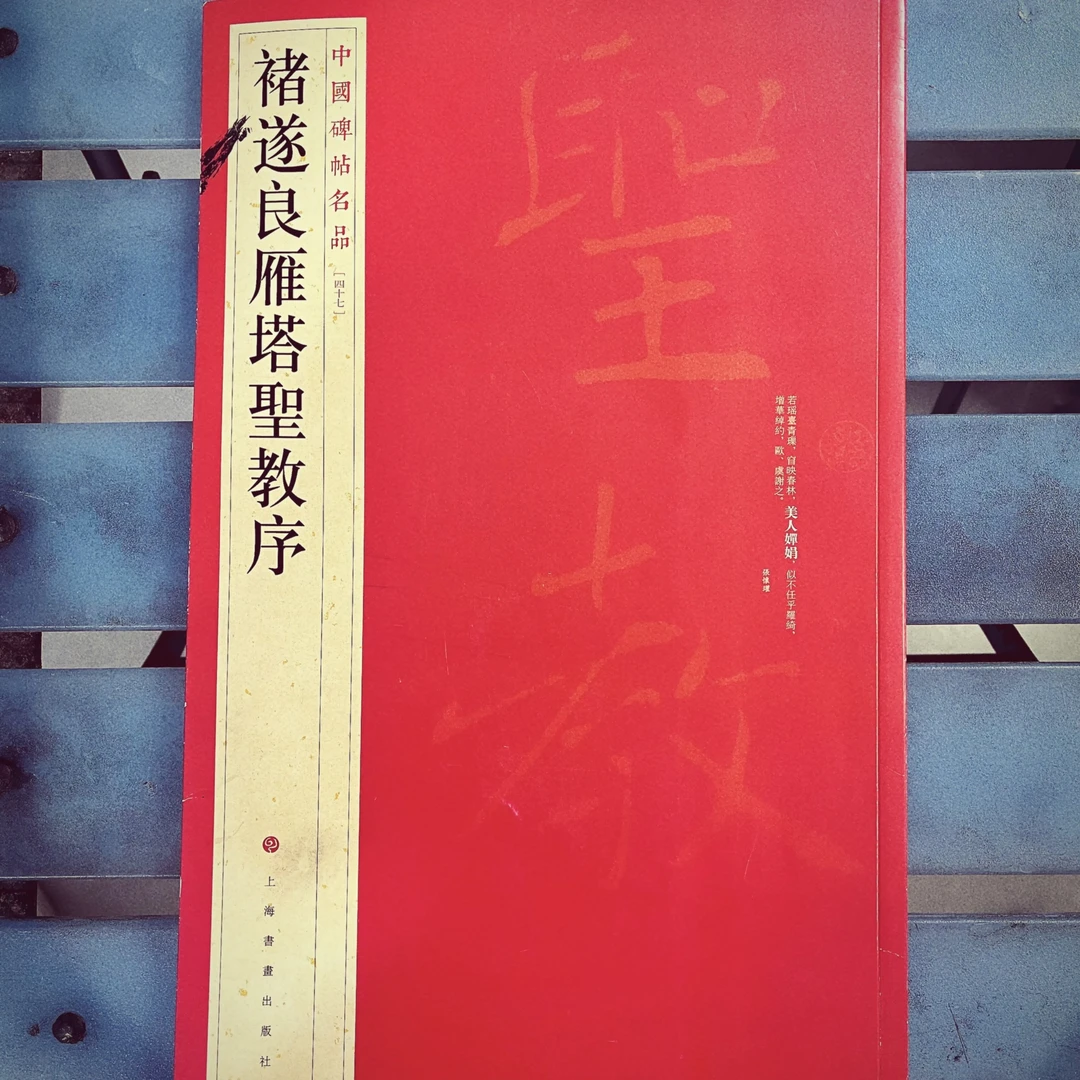 中國碑帖名品
[四十七]
褚遂良雁塔聖教序
上海書畫出版社
聖教
若瑶臺青璅，窅映春林，美人嬋娟，似不任乎羅綺，
增華綽約，歐、虞謝之。
張懷瓘